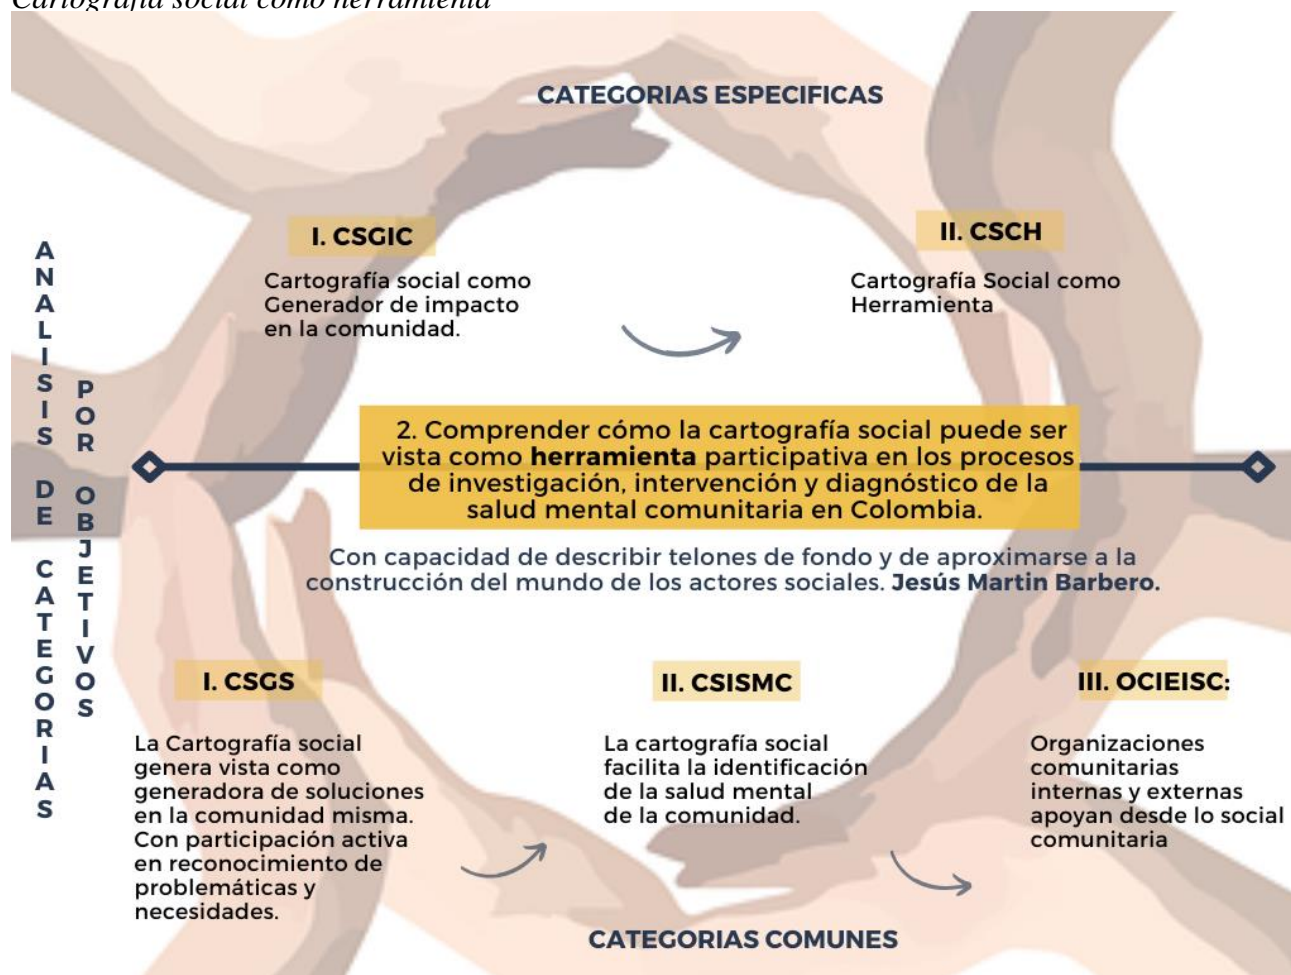 Cartografía social como herramienta
CATEGORIAS ESPECIFICAS
I. CSGIC
Cartografía social como
Generador de impacto
en la comunidad.
II. CSCH
Cartografía Social como
Herramienta
ANALISIS DE CATEGORIAS
POR OBJETIVOS
2. Comprender cómo la cartografía social puede ser
vista como herramienta participativa en los procesos
de investigación, intervención y diagnóstico de la
salud mental comunitaria en Colombia.
Con capacidad de describir telones de fondo y de aproximarse a la
construcción del mundo de los actores sociales. Jesús Martin Barbero.
I. CSGS
La Cartografía social
genera vista como
generadora de soluciones
en la comunidad misma.
Con participación activa
en reconocimiento de
problemáticas y
necesidades.
II. CSISMC
La cartografía social
facilita la identificación
de la salud mental
de la comunidad.
III. OCIEISC:
Organizaciones
comunitarias
internas y externas
apoyan desde lo social
comunitaria
CATEGORIAS COMUNES